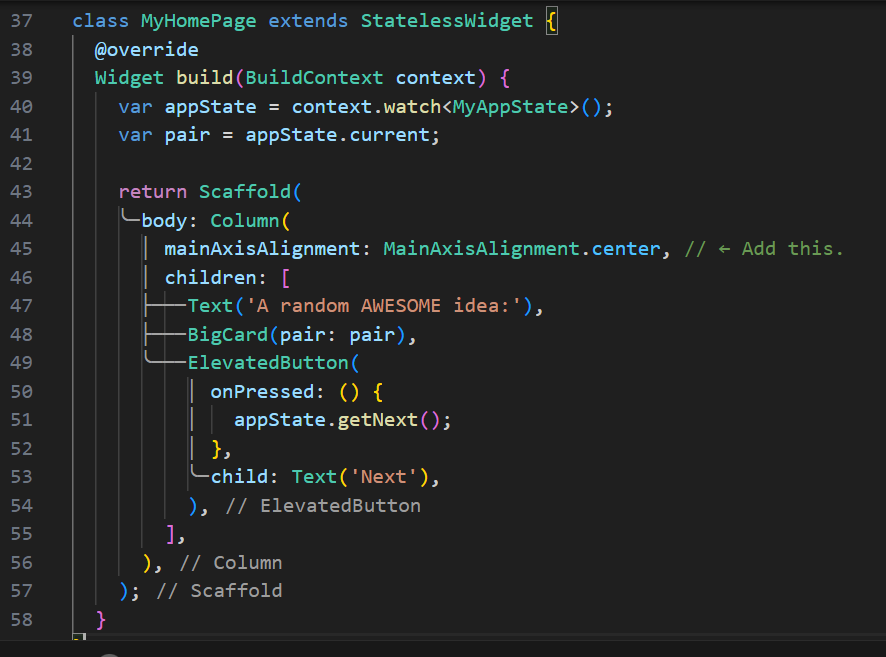 37 class MyHomePage extends StatelessWidget {
38   @override
39   Widget build(BuildContext context) {
40     var appState = context.watch<MyAppState>();
41     var pair = appState.current;
42
43     return Scaffold(
44       body: Column(
45         mainAxisAlignment: MainAxisAlignment.center, // ← Add this.
46         children: [
47           Text('A random AWESOME idea:'),
48           BigCard(pair: pair),
49           ElevatedButton(
50             onPressed: () {
51               appState.getNext();
52             },
53             child: Text('Next'),
54           ), // ElevatedButton
55         ],
56       ), // Column
57     ); // Scaffold
58   }